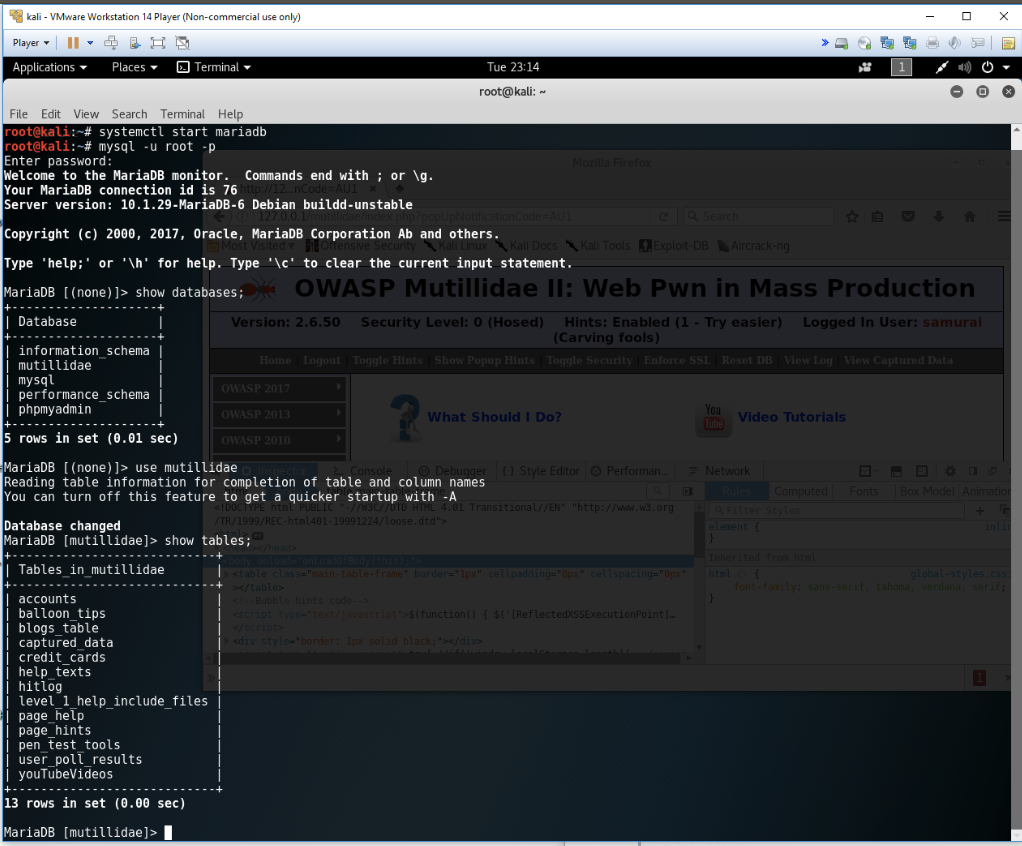 kali - VMware Workstation 14 Player (Non-commercial use only)
Player
Applications Places Terminal Tue 23:14 1
root@kali: ~
File Edit View Search Terminal Help
root@kali:~# systemctl start mariadb
root@kali:~# mysql -u root -p
Enter password:
Welcome to the MariaDB monitor.  Commands end with ; or \g.
Your MariaDB connection id is 76
Server version: 10.1.29-MariaDB-6 Debian buildd-unstable
Copyright (c) 2000, 2017, Oracle, MariaDB Corporation Ab and others.
Type 'help;' or '\h' for help. Type '\c' to clear the current input statement.
MariaDB [(none)]> show databases;
+--------------------+
| Database           |
+--------------------+
| information_schema |
| mutillidae         |
| mysql              |
| performance_schema |
| phpmyadmin         |
+--------------------+
5 rows in set (0.01 sec)
MariaDB [(none)]> use mutillidae
Reading table information for completion of table and column names
You can turn off this feature to get a quicker startup with -A
Database changed
MariaDB [mutillidae]> show tables;
+----------------------------+
| Tables_in_mutillidae       |
+----------------------------+
| accounts                   |
| balloon_tips               |
| blogs_table                |
| captured_data              |
| credit_cards               |
| help_texts                 |
| hitlog                     |
| level_1_help_include_files |
| page_help                  |
| page_hints                 |
| pen_test_tools             |
| user_poll_results          |
| youTubeVideos              |
+----------------------------+
13 rows in set (0.00 sec)
MariaDB [mutillidae]>
Mozilla Firefox
http://12...nCode=AU1
127.0.0.1/mutillidae/index.php?popUpNotificationCode=AU1 Search
Most Visited Offensive Security Kali Linux Kali Docs Kali Tools Exploit-DB Aircrack-ng
OWASP Mutillidae II: Web Pwn in Mass Production
Version: 2.6.50 Security Level: 0 (Hosed) Hints: Enabled (1 - Try easier) Logged In User: samurai
(Carving fools)
Home Logout Toggle Hints Show Popup Hints Toggle Security Enforce SSL Reset DB View Log View Captured Data
OWASP 2017
OWASP 2013
OWASP 2010
What Should I Do?
You Tube Video Tutorials
Inspector Console Debugger { } Style Editor Performan... Network
Rules Computed Fonts Box Model Animation
Filter Styles
<!DOCTYPE html PUBLIC "-//W3C//DTD HTML 4.01 Transitional//EN" "http://www.w3.org
/TR/1999/REC-html401-19991224/loose.dtd">
<table class="main-table-frame" border="1px" cellpadding="0px" cellspacing="0px"
></table>
<!--Bubble hints code-->
<script type="text/javascript">$(function() { $('[ReflectedXSSExecutionPoint]…
</script>
<div style="border: 1px solid black;"></div>
element { inlin
}
Inherited from html
html { global-styles.css
font-family: sans-serif, tahoma, verdana, serif;
}
1